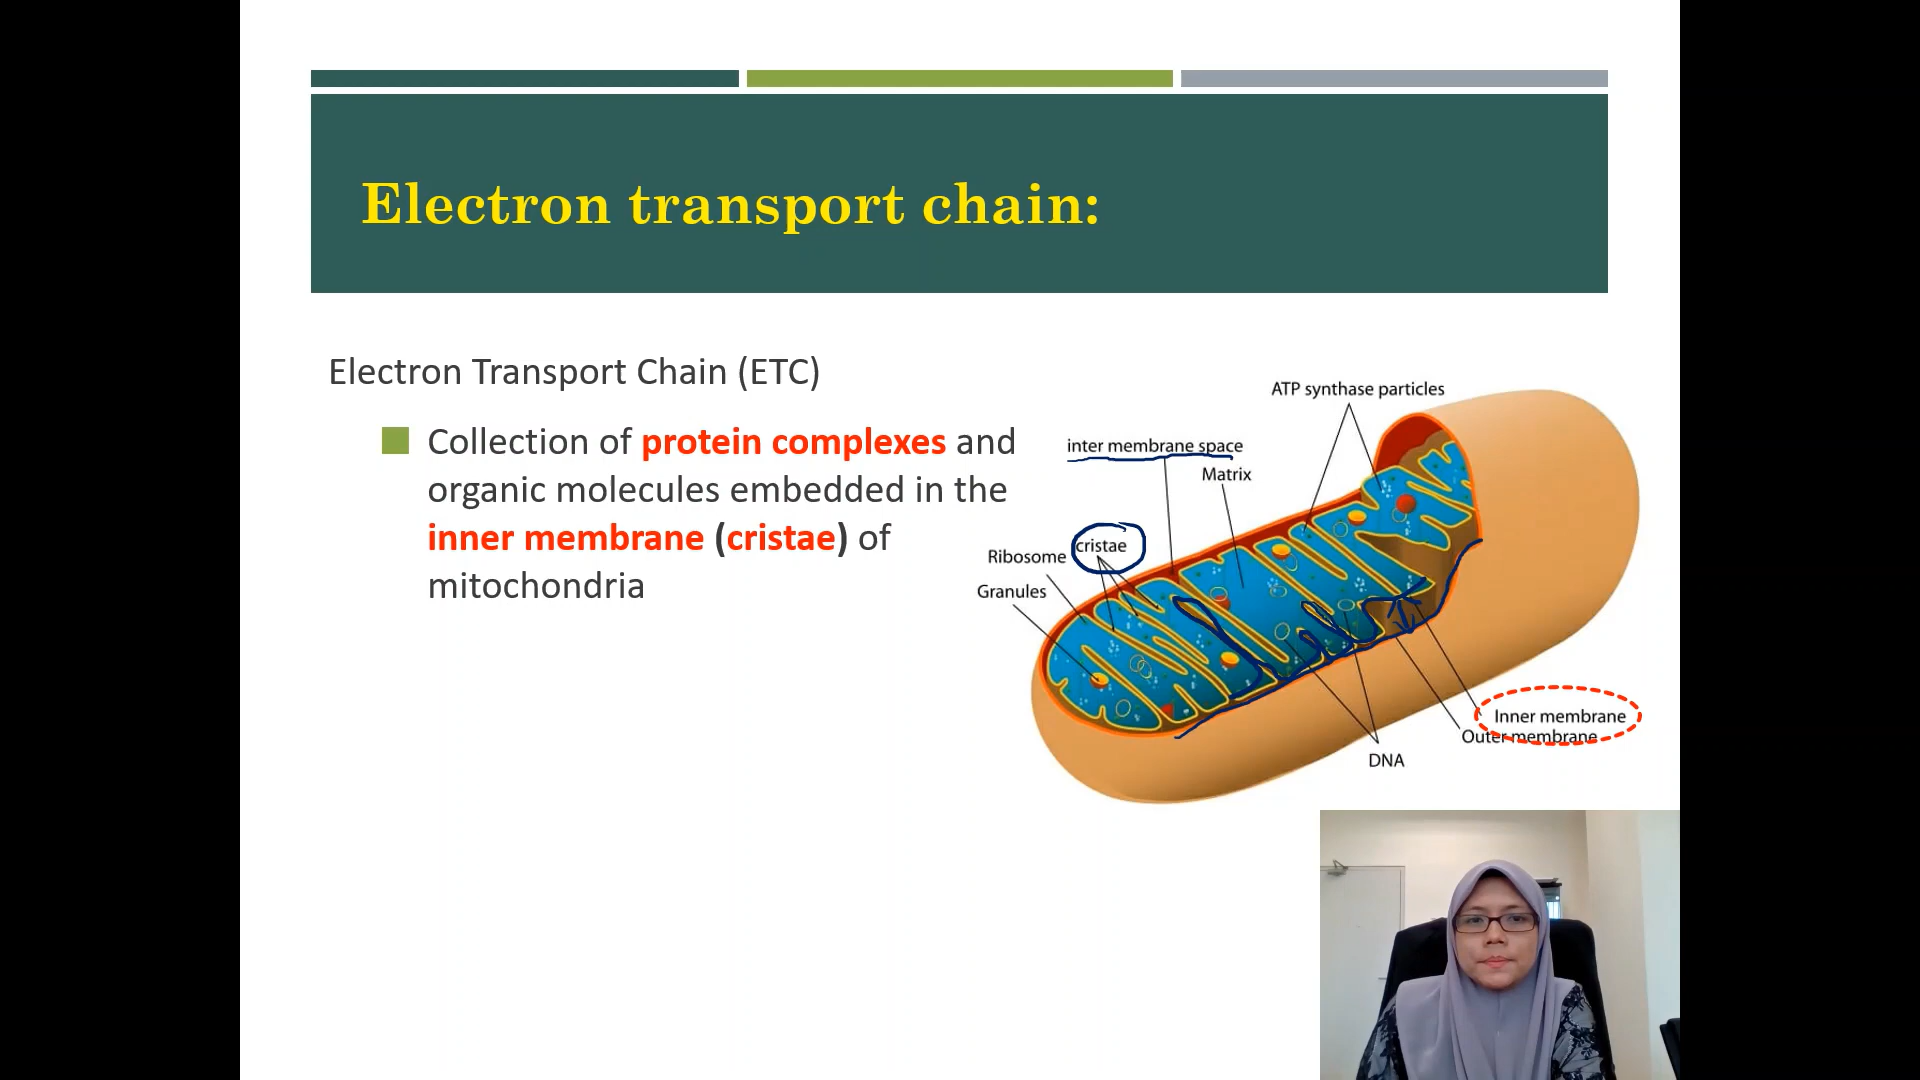 Electron transport chain:
Electron Transport Chain (ETC)
Collection of protein complexes and
organic molecules embedded in the
inner membrane (cristae) of
mitochondria
ATP synthase particles
inter membrane space
Matrix
cristae
Ribosome
Granules
Inner membrane
Outer membrane
DNA